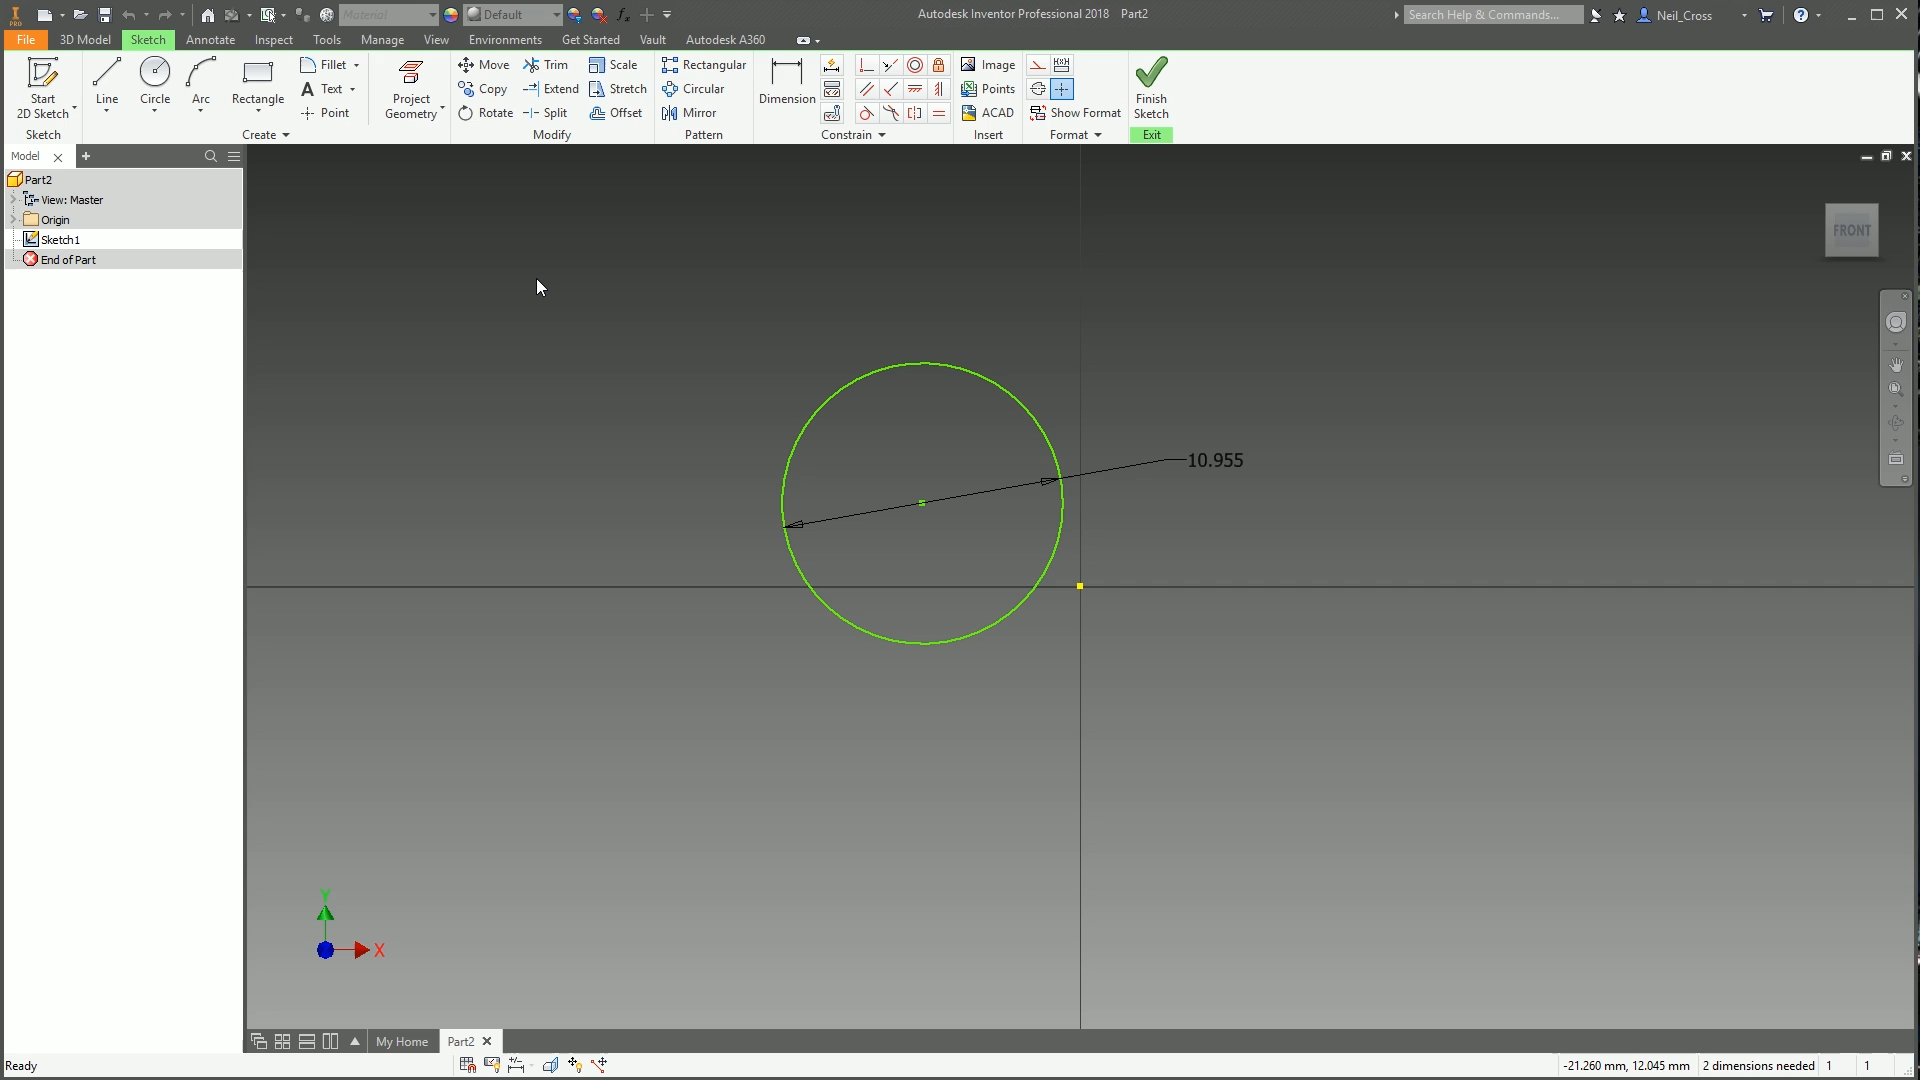 PRO
Material
Default
fx
Autodesk Inventor Professional 2018 Part2
Search Help & Commands...
Neil_Cross
File 3D Model Sketch Annotate Inspect Tools Manage View Environments Get Started Vault Autodesk A360
Start
2D Sketch
Line
Circle
Arc
Rectangle
Fillet
Text
Point
Project
Geometry
Move
Copy
Rotate
Trim
Extend
Split
Scale
Stretch
Offset
Rectangular
Circular
Mirror
Dimension
Image
Points
ACAD
Show Format
Finish
Sketch
Sketch Create Modify Pattern Constrain Insert Format Exit
Model
Part2
View: Master
Origin
Sketch1
End of Part
FRONT
10.955
Y
X
My Home Part2
Ready
-21.260 mm, 12.045 mm 2 dimensions needed 1 1